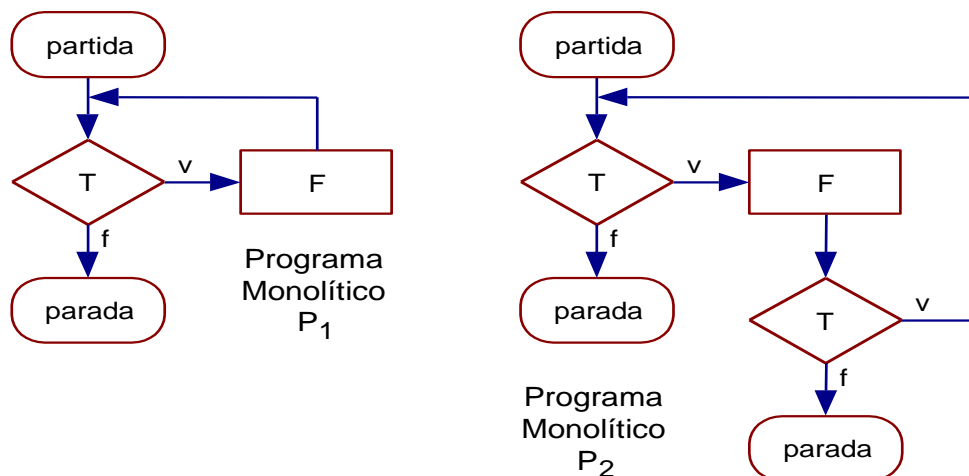 partida
T
v
F
f
parada
Programa
Monolítico
P1
partida
T
v
F
f
parada
T
v
f
parada
Programa
Monolítico
P2